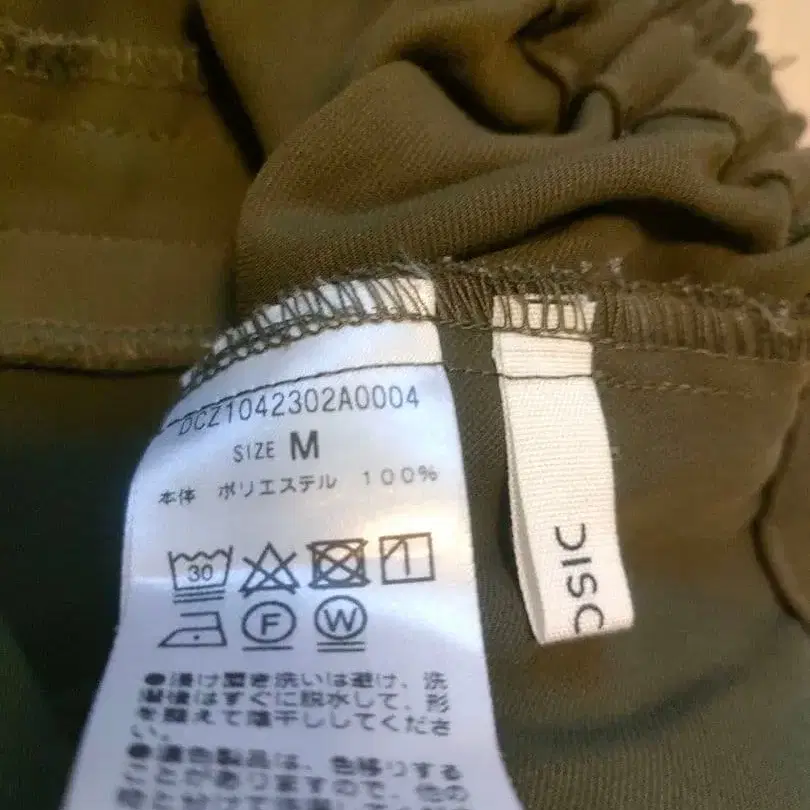 DCZ1042302A0004
SIZE M
本体 ポリエステル 100%
30
F
W
●漬け置き洗いは避け、洗
濯後はすぐに脱水して、形
を整えて陰干ししてくださ
い。
●濃色製品は、色移りする
ことがありますので、他の